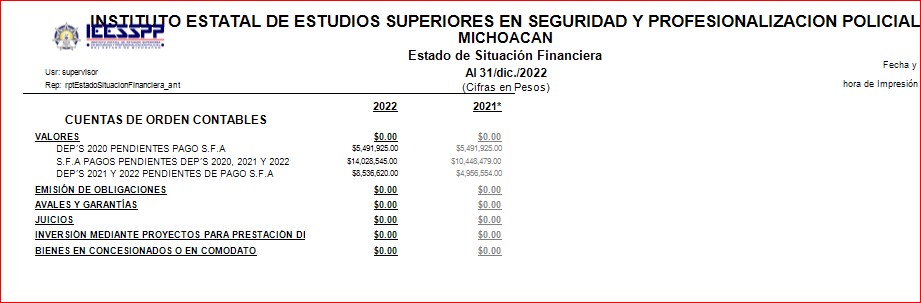 INSTITUTO ESTATAL DE ESTUDIOS SUPERIORES EN SEGURIDAD Y PROFESIONALIZACION POLICIAL
IEESSPP
MICHOACAN
Estado de Situación Financiera
Usr: supervisor
Al 31/dic./2022
Fecha y
Rep: rptEstadoSituacionFinanciera_ant
(Cifras en Pesos)
hora de Impresión
2022 2021*
CUENTAS DE ORDEN CONTABLES
VALORES $0.00 $0.00
DEP´S 2020 PENDIENTES PAGO S.F.A $5,491,925.00 $5,491,925.00
S.F.A PAGOS PENDIENTES DEP´S 2020, 2021 Y 2022 $14,028,545.00 $10,448,479.00
DEP´S 2021 Y 2022 PENDIENTES DE PAGO S.F.A $8,536,620.00 $4,956,554.00
EMISIÓN DE OBLIGACIONES $0.00 $0.00
AVALES Y GARANTÍAS $0.00 $0.00
JUICIOS $0.00 $0.00
INVERSIÓN MEDIANTE PROYECTOS PARA PRESTACIÓN DE $0.00 $0.00
BIENES EN CONCESIONADOS O EN COMODATO $0.00 $0.00